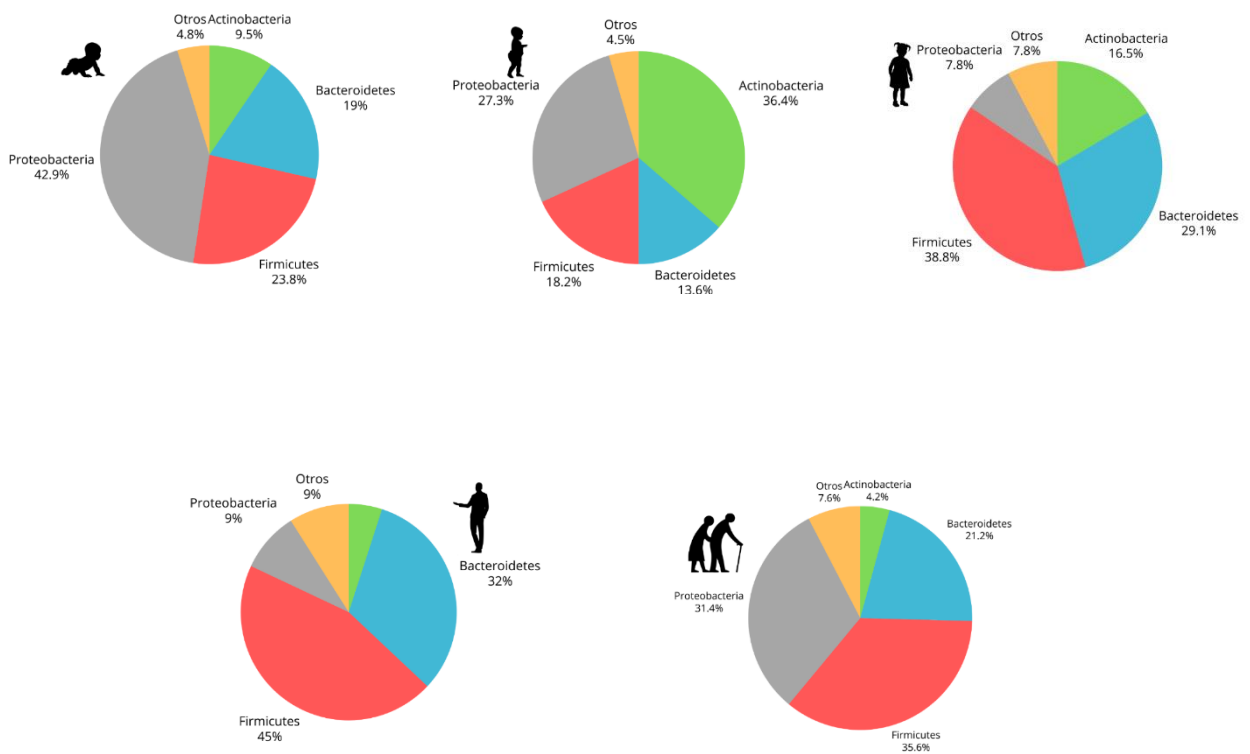 Otros Actinobacteria
4.8% 9.5%
Bacteroidetes
19%
Proteobacteria
42.9%
Firmicutes
23.8%
Otros
4.5%
Proteobacteria
27.3%
Actinobacteria
36.4%
Firmicutes
18.2%
Bacteroidetes
13.6%
Otros
7.8%
Proteobacteria
7.8%
Actinobacteria
16.5%
Bacteroidetes
29.1%
Firmicutes
38.8%
Otros
9%
Proteobacteria
9%
Bacteroidetes
32%
Firmicutes
45%
Otros Actinobacteria
7.6% 4.2%
Bacteroidetes
21.2%
Proteobacteria
31.4%
Firmicutes
35.6%